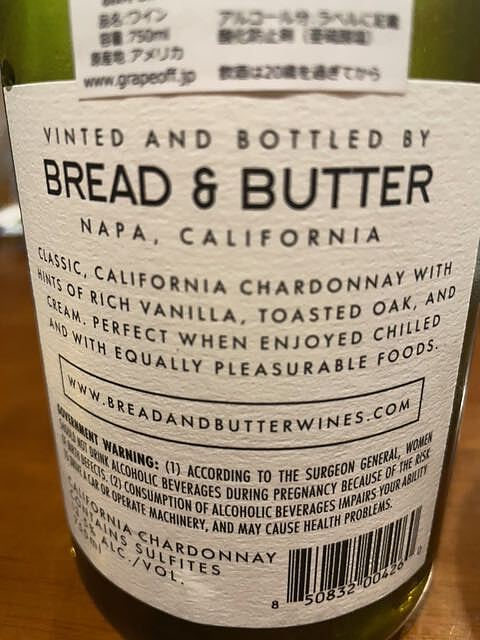 品名:ワイン
容量:750ml
原産地:アメリカ
www.grapeoff.jp
アルコール分 ラベルに記載
酸化防止剤(亜硫酸塩)
飲酒は20歳を過ぎてから
VINTED AND BOTTLED BY
BREAD & BUTTER
NAPA, CALIFORNIA
CLASSIC, CALIFORNIA CHARDONNAY WITH
HINTS OF RICH VANILLA, TOASTED OAK, AND
CREAM. PERFECT WHEN ENJOYED CHILLED
AND WITH EQUALLY PLEASURABLE FOODS.
WWW.BREADANDBUTTERWINES.COM
GOVERNMENT WARNING: (1) ACCORDING TO THE SURGEON GENERAL, WOMEN
SHOULD NOT DRINK ALCOHOLIC BEVERAGES DURING PREGNANCY BECAUSE OF THE RISK
OF BIRTH DEFECTS. (2) CONSUMPTION OF ALCOHOLIC BEVERAGES IMPAIRS YOUR ABILITY
TO DRIVE A CAR OR OPERATE MACHINERY, AND MAY CAUSE HEALTH PROBLEMS.
CALIFORNIA CHARDONNAY
CONTAINS SULFITES
ALC./VOL.
ml
8 50832 00426 0